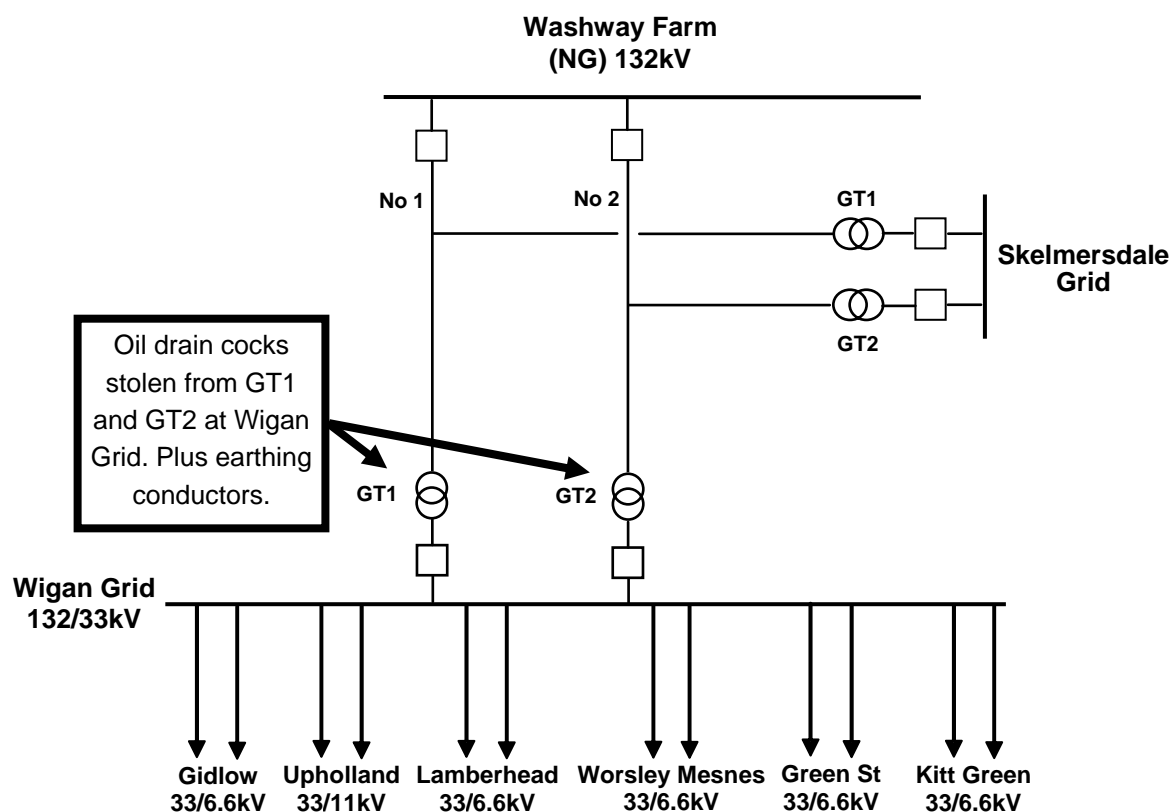 Washway Farm
(NG) 132kV
No 1
No 2
GT1
GT2
Skelmersdale
Grid
Oil drain cocks
stolen from GT1
and GT2 at Wigan
Grid. Plus earthing
conductors.
GT1
GT2
Wigan Grid
132/33kV
Gidlow
33/6.6kV
Upholland
33/11kV
Lamberhead
33/6.6kV
Worsley Mesnes
33/6.6kV
Green St
33/6.6kV
Kitt Green
33/6.6kV